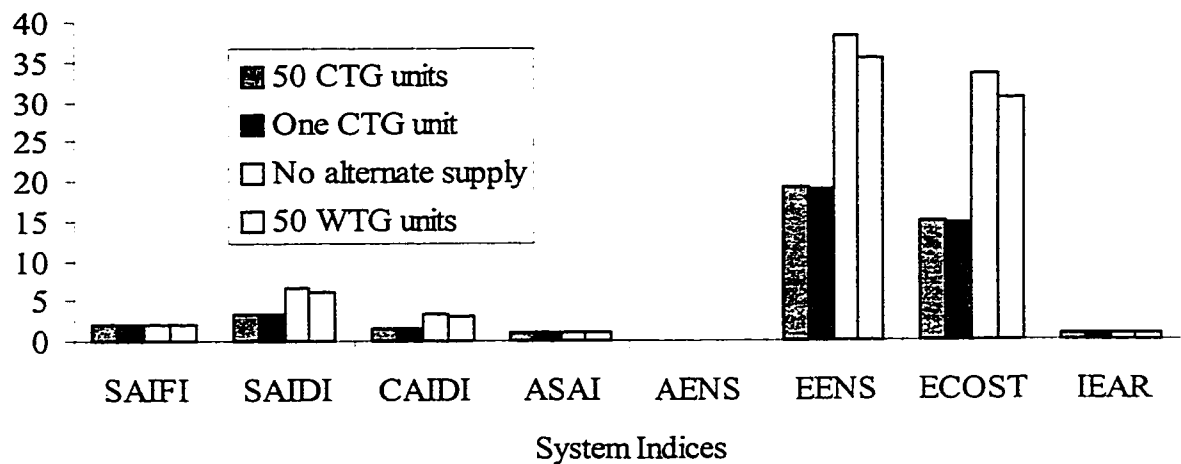 40
35
30
25
20
15
10
5
0
50 CTG units
One CTG unit
No alternate supply
50 WTG units
SAIFI SAIDI CAIDI ASAI AENS EENS ECOST IEAR
System Indices